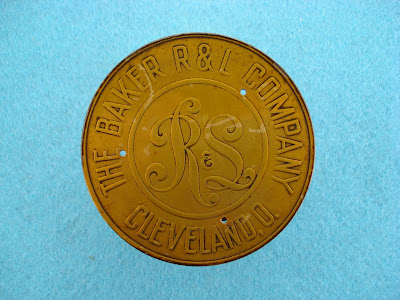 THE BAKER R&L COMPANY
R&L
CLEVELAND, O.